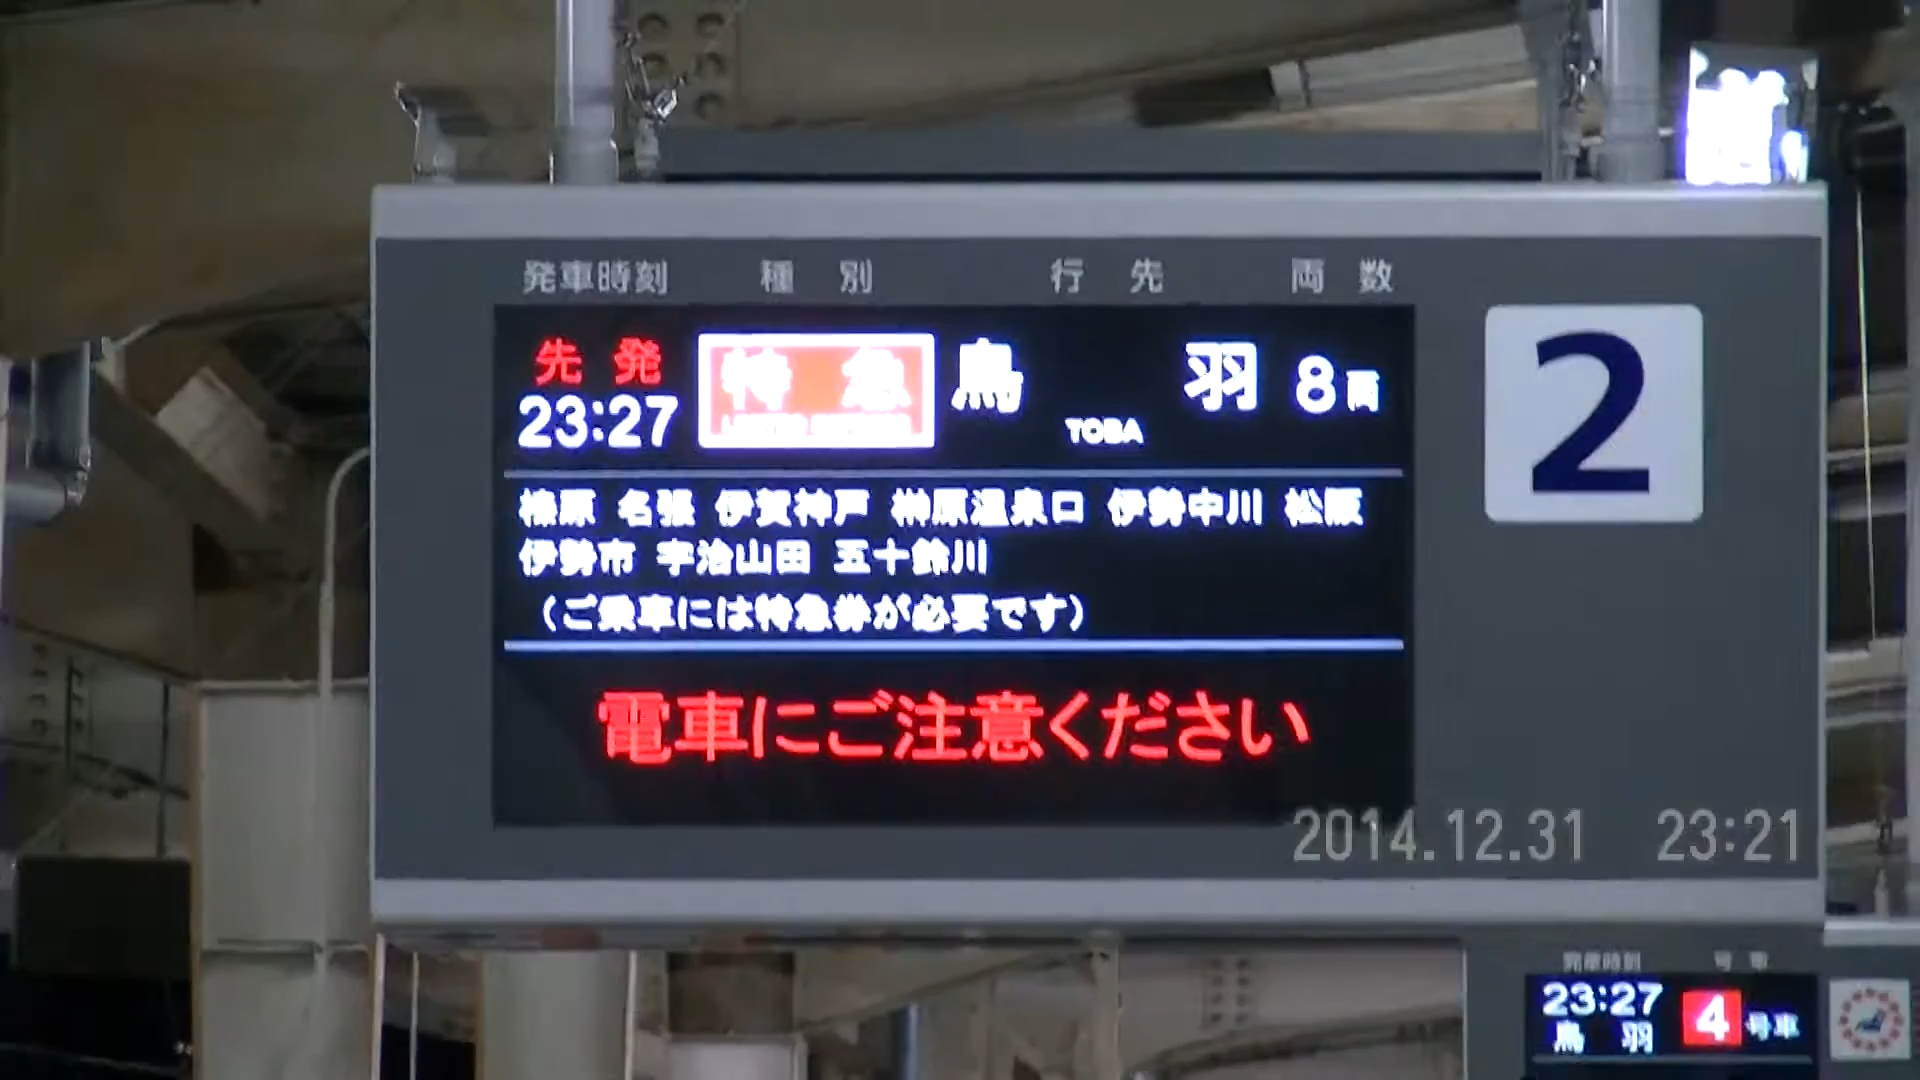 発車時刻 種別 行先 両数
先発 特急 鳥羽 8両
23:27 TOBA
2
榛原 名張 伊賀神戸 榊原温泉口 伊勢中川 松阪
伊勢市 宇治山田 五十鈴川
（ご乗車には特急券が必要です）
電車にご注意ください
2014.12.31 23:21
発車時刻 号車
23:27 4号車
鳥羽